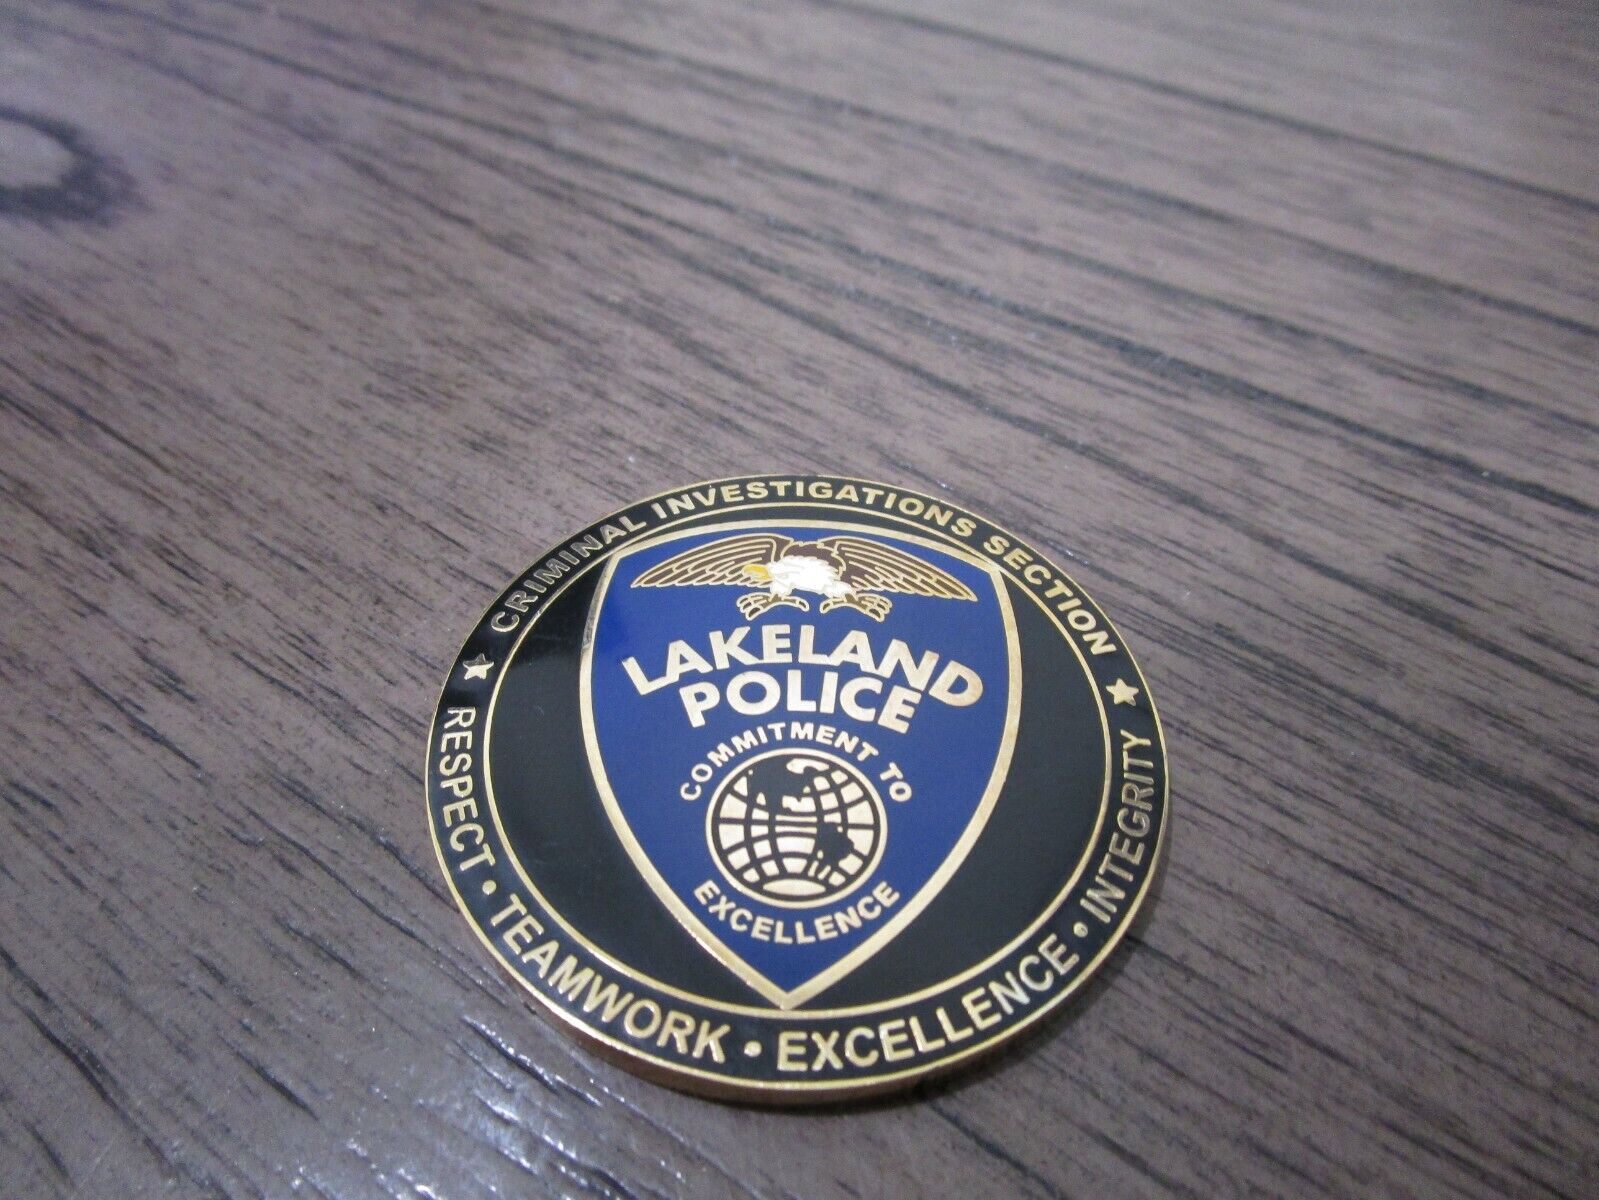 CRIMINAL INVESTIGATIONS SECTION
LAKELAND
POLICE
COMMITMENT TO
EXCELLENCE
RESPECT • TEAMWORK • EXCELLENCE • INTEGRITY